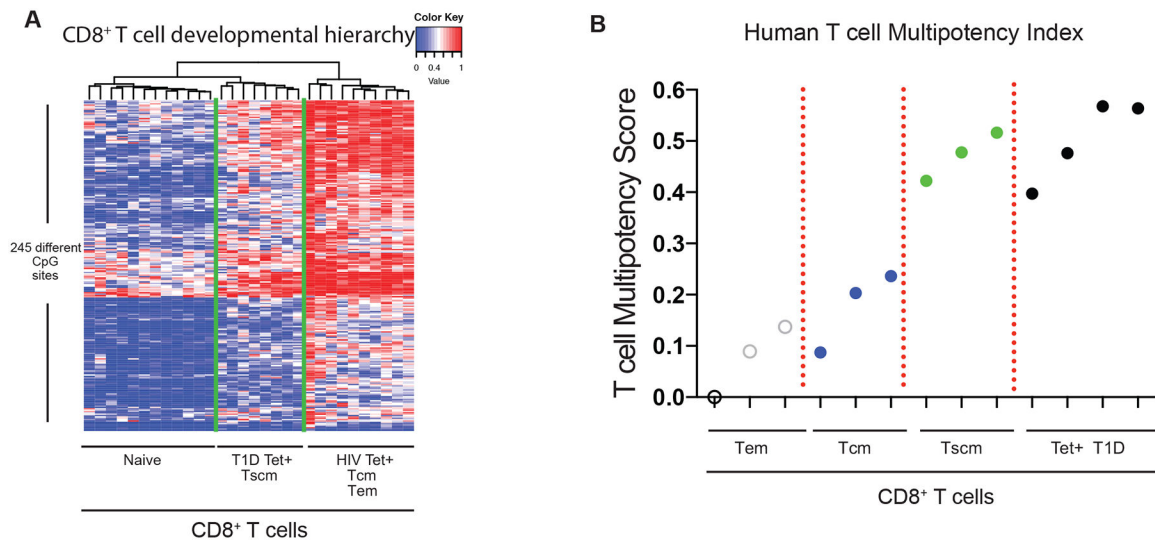 A
CD8⁺ T cell developmental hierarchy
Color Key
0 0.4 1
Value
245 different
CpG
sites
Naive
T1D Tet+
Tscm
HIV Tet+
Tcm
Tem
CD8⁺ T cells
B
Human T cell Multipotency Index
T cell Multipotency Score
0.6
0.5
0.4
0.3
0.2
0.1
0.0
Tem
Tcm
Tscm
Tet+ T1D
CD8⁺ T cells